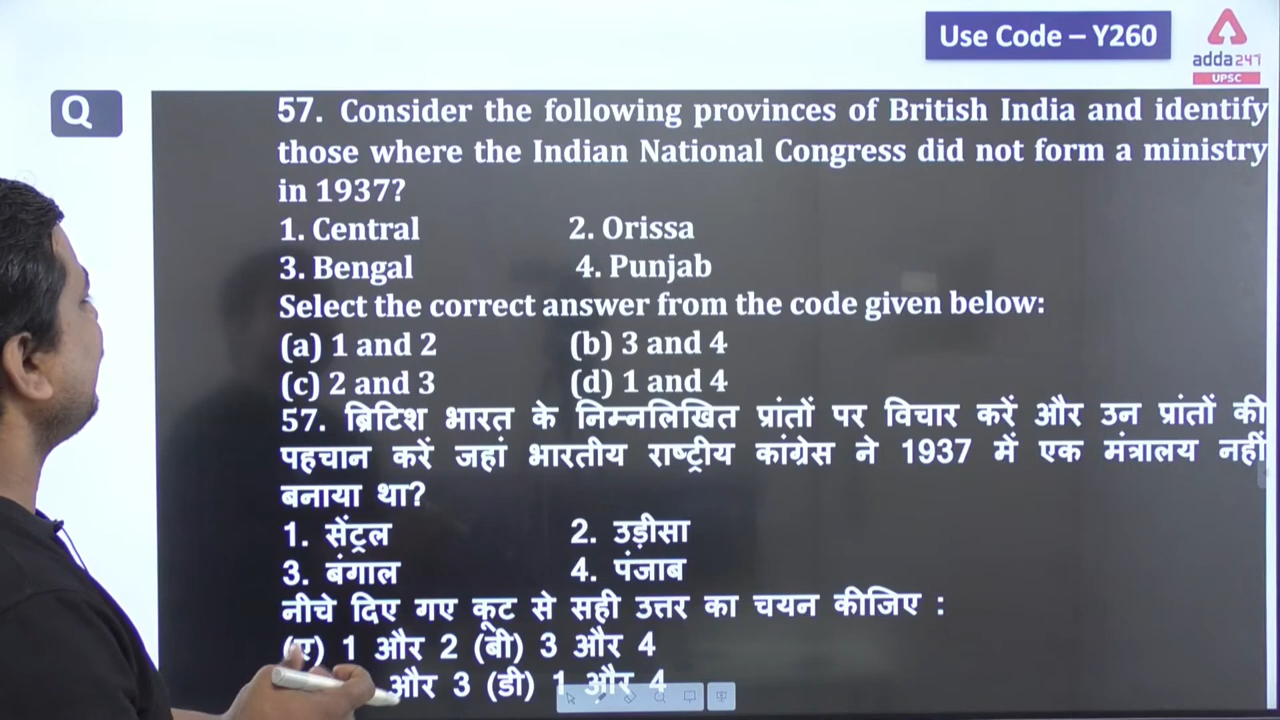 Use Code – Y260
adda247
UPSC
Q
57. Consider the following provinces of British India and identify
those where the Indian National Congress did not form a ministry
in 1937?
1. Central 2. Orissa
3. Bengal 4. Punjab
Select the correct answer from the code given below:
(a) 1 and 2 (b) 3 and 4
(c) 2 and 3 (d) 1 and 4
57. ब्रिटिश भारत के निम्नलिखित प्रांतों पर विचार करें और उन प्रांतों की
पहचान करें जहां भारतीय राष्ट्रीय कांग्रेस ने 1937 में एक मंत्रालय नहीं
बनाया था?
1. सेंट्रल 2. उड़ीसा
3. बंगाल 4. पंजाब
नीचे दिए गए कूट से सही उत्तर का चयन कीजिए :
(ए) 1 और 2 (बी) 3 और 4
और 3 (डी) 1 और 4